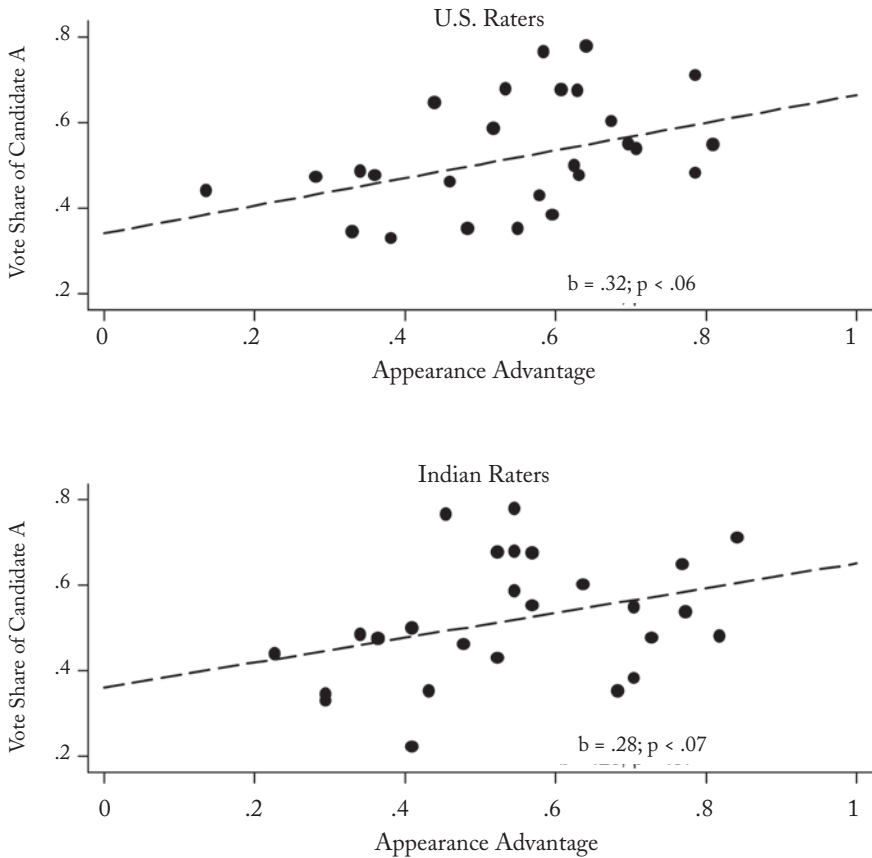 U.S. Raters
.8
.6
.4
.2
Vote Share of Candidate A
b = .32; p < .06
0 .2 .4 .6 .8 1
Appearance Advantage
Indian Raters
.8
.6
.4
.2
Vote Share of Candidate A
b = .28; p < .07
0 .2 .4 .6 .8 1
Appearance Advantage